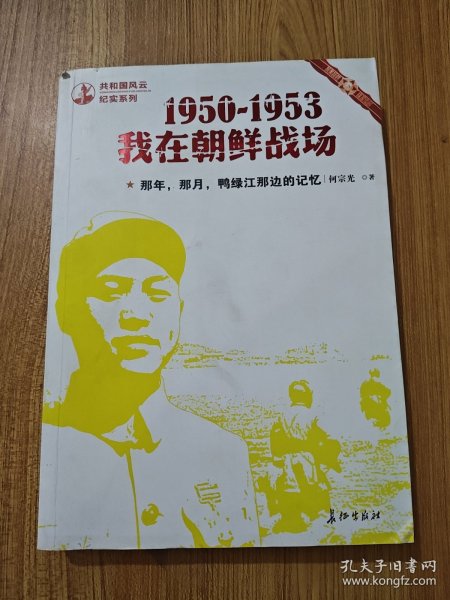 共和国风云
纪实系列
1950-1953
我在朝鲜战场
★ 那年，那月，鸭绿江那边的记忆 | 何宗光 ◎著
长征出版社
孔夫子旧书网
www.kongfz.com